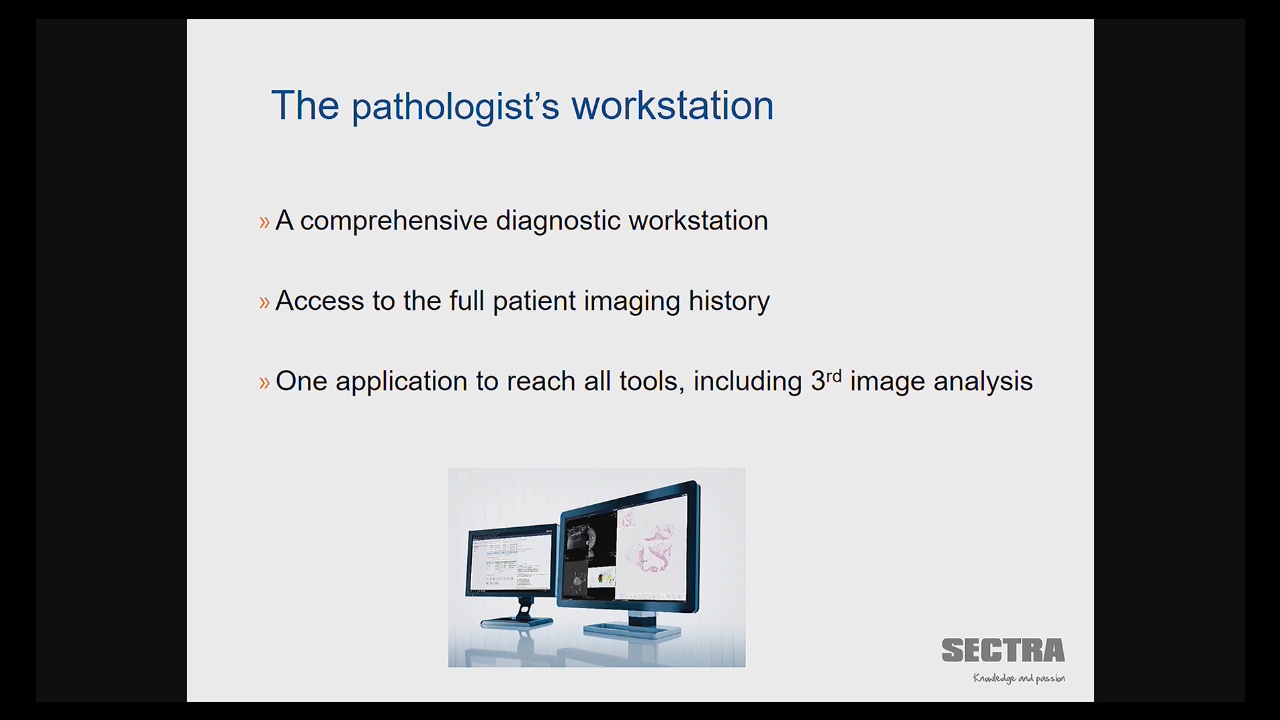 The pathologist’s workstation
» A comprehensive diagnostic workstation
» Access to the full patient imaging history
» One application to reach all tools, including 3rd image analysis
SECTRA
Knowledge and passion